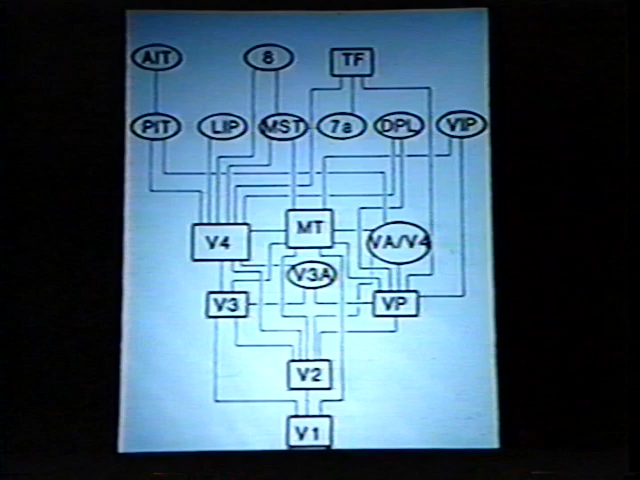 AIT 8 TF
PIT LIP MST 7a DPL VIP
V4 MT VA/V4
V3A
V3 VP
V2
V1